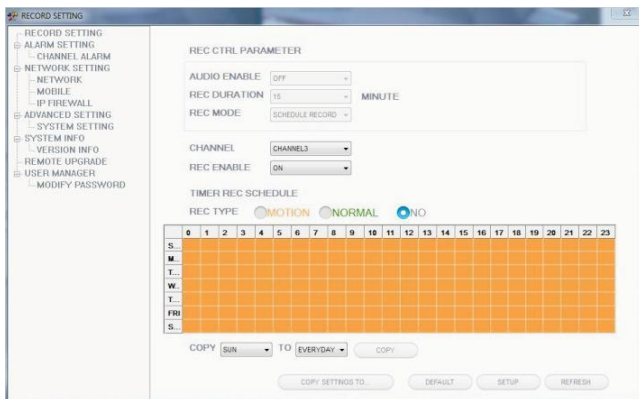 RECORD SETTING
RECORD SETTING
ALARM SETTING
CHANNEL ALARM
NETWORK SETTING
NETWORK
MOBILE
IP FIREWALL
ADVANCED SETTING
SYSTEM SETTING
SYSTEM INFO
VERSION INFO
REMOTE UPGRADE
USER MANAGER
MODIFY PASSWORD
REC CTRL PARAMETER
AUDIO ENABLE OFF
REC DURATION 15 MINUTE
REC MODE SCHEDULE RECORD
CHANNEL CHANNEL3
REC ENABLE ON
TIMER REC SCHEDULE
REC TYPE MOTION NORMAL NO
0 1 2 3 4 5 6 7 8 9 10 11 12 13 14 15 16 17 18 19 20 21 22 23
S...
M...
T...
W...
T...
FRI
S...
COPY SUN TO EVERYDAY COPY
COPY SETTINGS TO... DEFAULT SETUP REFRESH